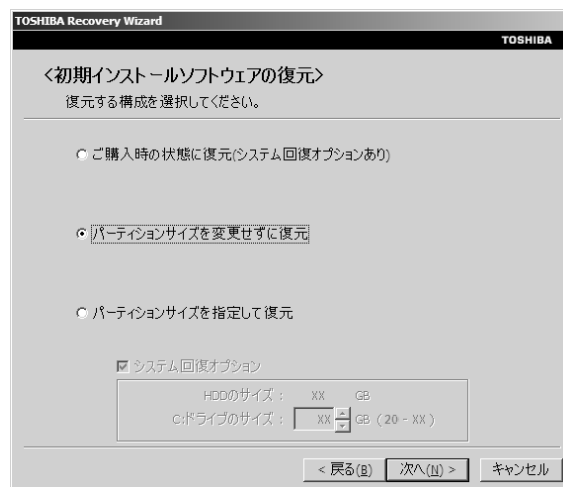 TOSHIBA Recovery Wizard
TOSHIBA
<初期インストールソフトウェアの復元>
復元する構成を選択してください。
ご購入時の状態に復元(システム回復オプションあり)
パーティションサイズを変更せずに復元
パーティションサイズを指定して復元
システム回復オプション
HDDのサイズ： XX GB
C:ドライブのサイズ： XX GB ( 20 - XX )
< 戻る(B) 次へ(N) > キャンセル